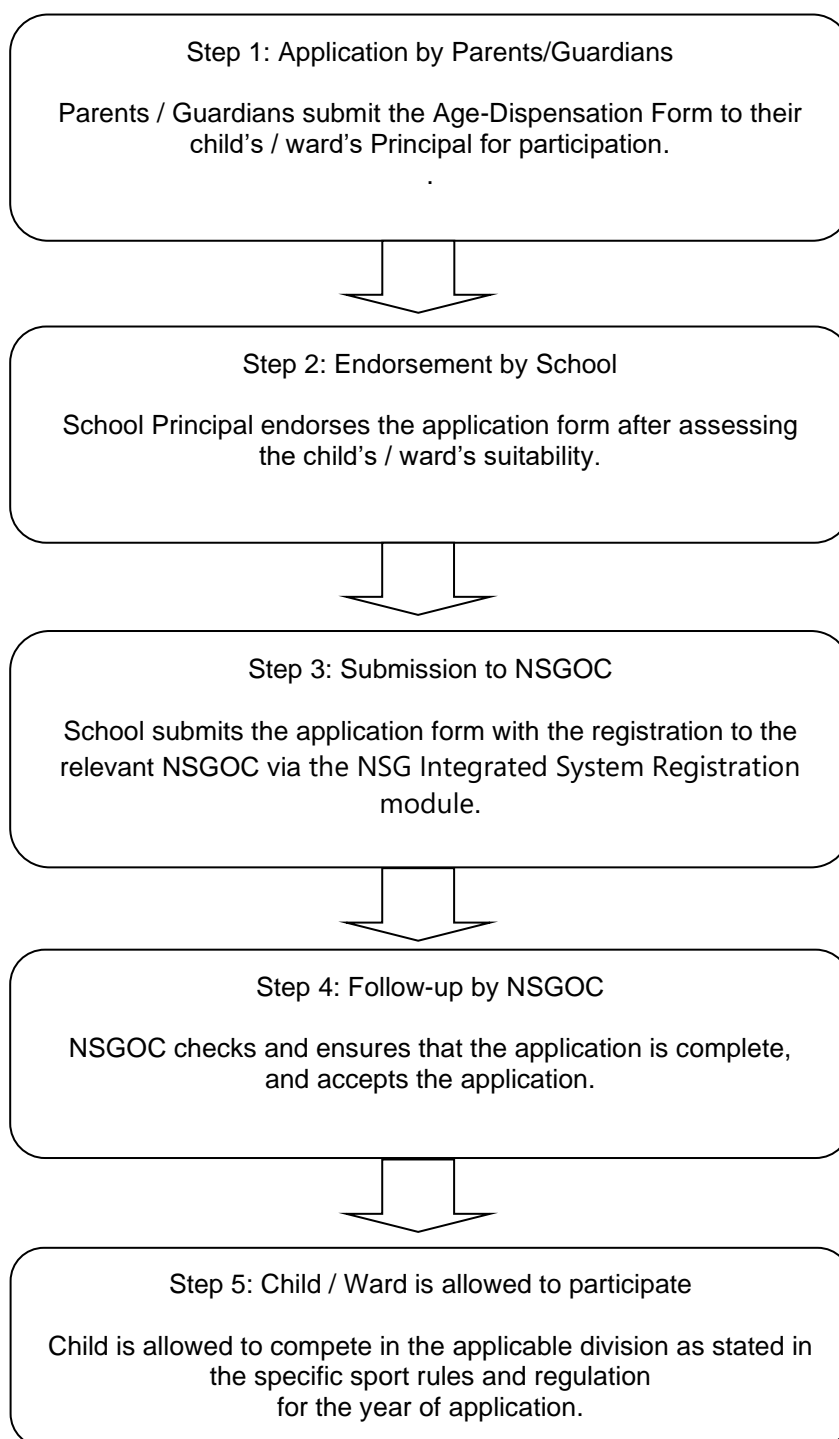 Step 1: Application by Parents/Guardians
Parents / Guardians submit the Age-Dispensation Form to their
child’s / ward’s Principal for participation.
.
Step 2: Endorsement by School
School Principal endorses the application form after assessing
the child’s / ward’s suitability.
Step 3: Submission to NSGOC
School submits the application form with the registration to the
relevant NSGOC via the NSG Integrated System Registration
module.
Step 4: Follow-up by NSGOC
NSGOC checks and ensures that the application is complete,
and accepts the application.
Step 5: Child / Ward is allowed to participate
Child is allowed to compete in the applicable division as stated in
the specific sport rules and regulation
for the year of application.